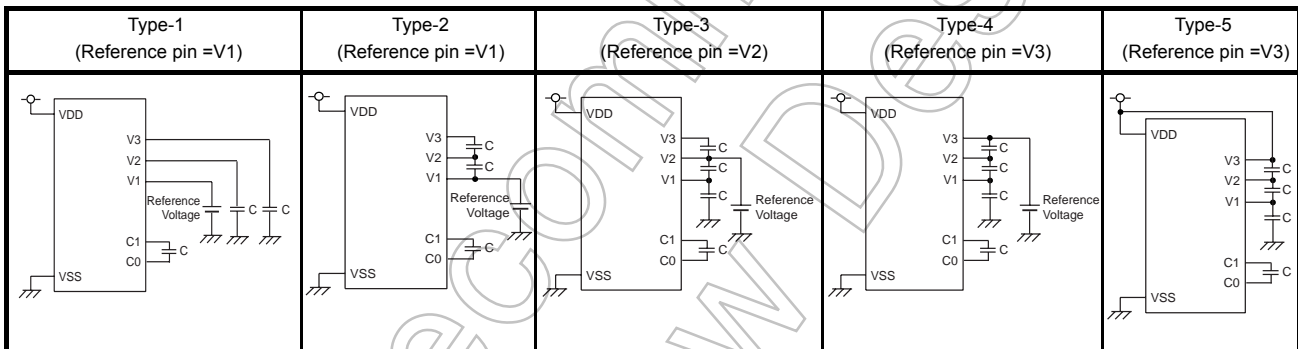 Type-1
(Reference pin =V1)
Type-2
(Reference pin =V1)
Type-3
(Reference pin =V2)
Type-4
(Reference pin =V3)
Type-5
(Reference pin =V3)
VDD
V3
V2
V1
Reference
Voltage
C
C
C1
C
C0
VSS
VDD
V3
C
V2
C
V1
Reference
Voltage
C1
C
C0
VSS
VDD
V3
C
V2
C
V1
C
Reference
Voltage
C1
C
C0
VSS
VDD
V3
C
V2
C
V1
C
Reference
Voltage
C1
C
C0
VSS
VDD
V3
C
V2
C
V1
C
C1
C
C0
VSS